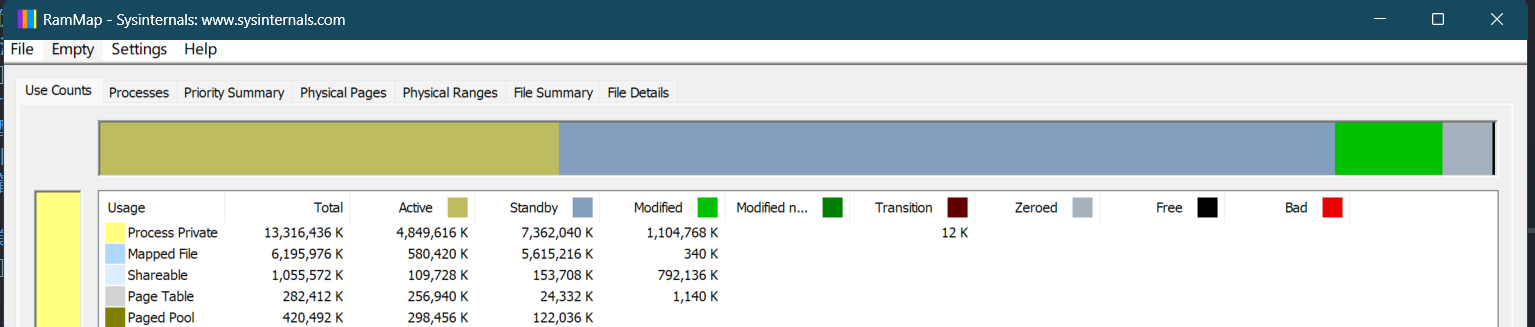 RamMap - Sysinternals: www.sysinternals.com
File Empty Settings Help
Use Counts Processes Priority Summary Physical Pages Physical Ranges File Summary File Details
Usage Total Active Standby Modified Modified n... Transition Zeroed Free Bad
Process Private 13,316,436 K 4,849,616 K 7,362,040 K 1,104,768 K 12 K
Mapped File 6,195,976 K 580,420 K 5,615,216 K 340 K
Shareable 1,055,572 K 109,728 K 153,708 K 792,136 K
Page Table 282,412 K 256,940 K 24,332 K 1,140 K
Paged Pool 420,492 K 298,456 K 122,036 K